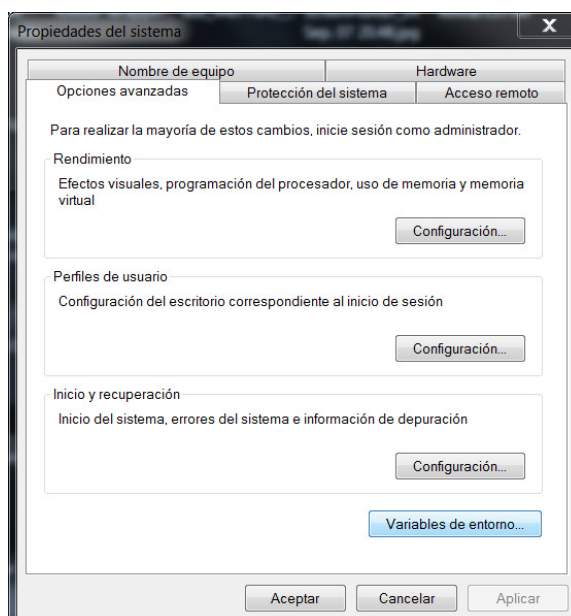 Propiedades del sistema
X
Nombre de equipo
Hardware
Opciones avanzadas
Protección del sistema
Acceso remoto
Para realizar la mayoría de estos cambios, inicie sesión como administrador.
Rendimiento
Efectos visuales, programación del procesador, uso de memoria y memoria
virtual
Configuración...
Perfiles de usuario
Configuración del escritorio correspondiente al inicio de sesión
Configuración...
Inicio y recuperación
Inicio del sistema, errores del sistema e información de depuración
Configuración...
Variables de entorno...
Aceptar
Cancelar
Aplicar